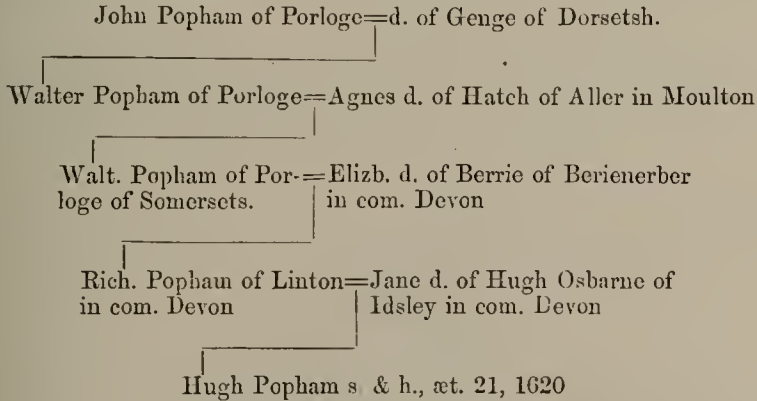 John Popham of Porloge=d. of Genge of Dorsetsh.
Walter Popham of Porloge=Agnes d. of Hatch of Aller in Moulton
Walt. Popham of Por-=Elizb. d. of Berrie of Berienerber
loge of Somersets. in com. Devon
Rich. Popham of Linton=Jane d. of Hugh Osbarne of
in com. Devon Idsley in com. Devon
Hugh Popham s. & h., æt. 21, 1620